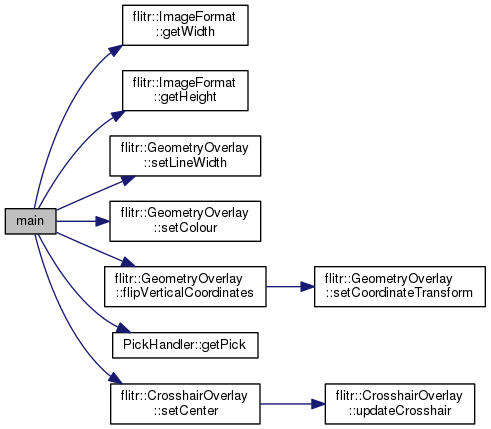 flitr::ImageFormat
::getWidth
flitr::ImageFormat
::getHeight
flitr::GeometryOverlay
::setLineWidth
main
flitr::GeometryOverlay
::setColour
flitr::GeometryOverlay
::flipVerticalCoordinates
flitr::GeometryOverlay
::setCoordinateTransform
PickHandler::getPick
flitr::CrosshairOverlay
::setCenter
flitr::CrosshairOverlay
::updateCrosshair